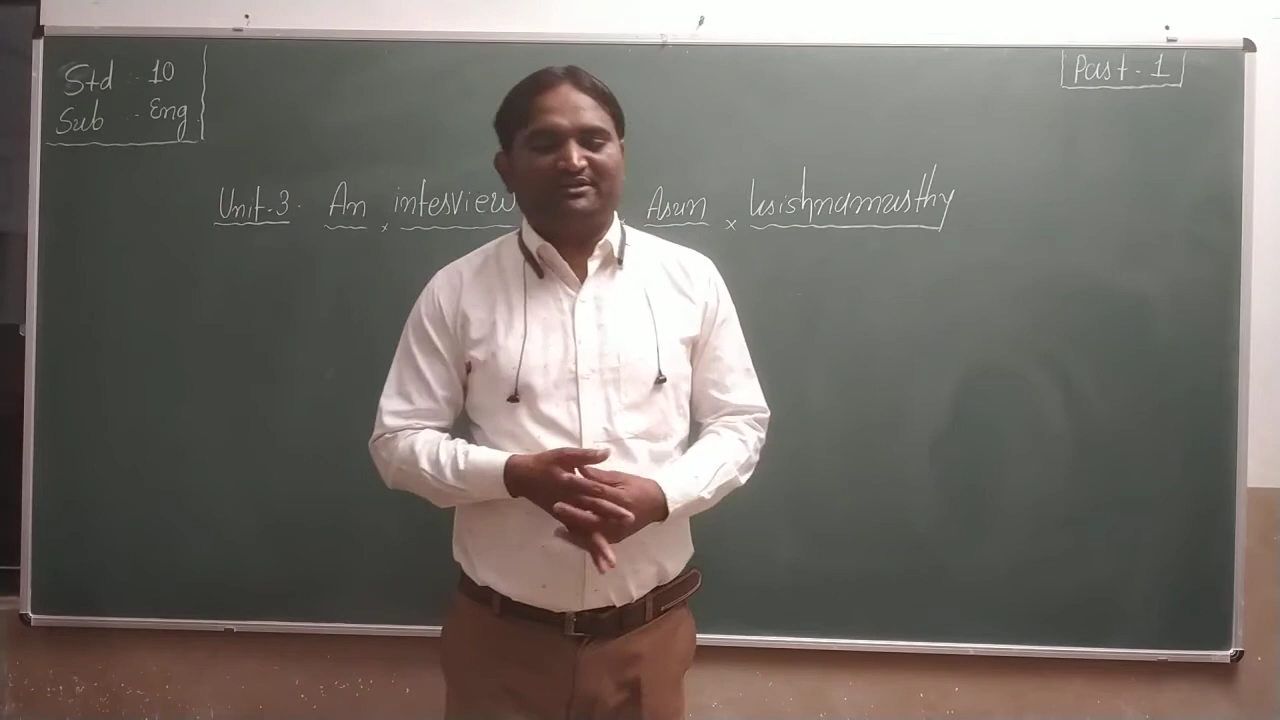 Std : 10
Sub : Eng.
Part-1
Unit-3. An interview Arun Krishnamurthy